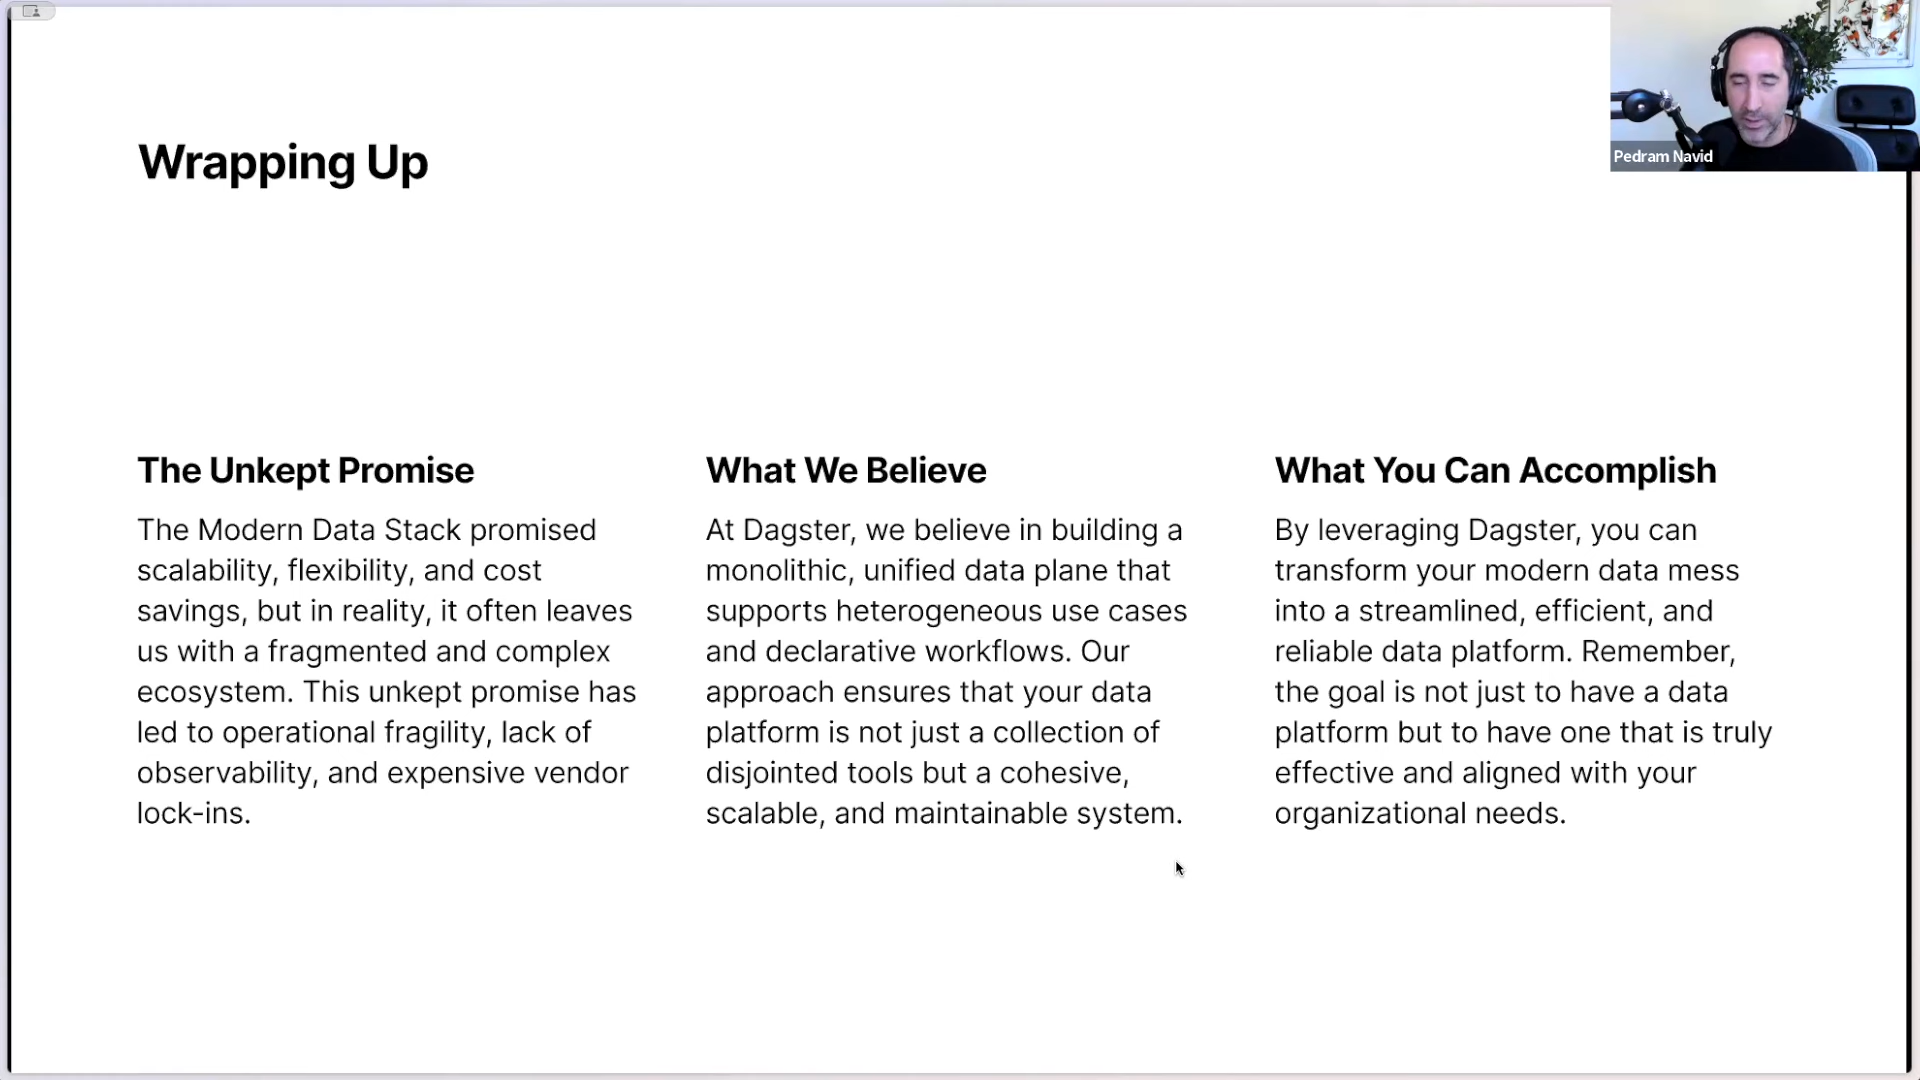 Wrapping Up
Pedram Navid
The Unkept Promise
The Modern Data Stack promised
scalability, flexibility, and cost
savings, but in reality, it often leaves
us with a fragmented and complex
ecosystem. This unkept promise has
led to operational fragility, lack of
observability, and expensive vendor
lock-ins.
What We Believe
At Dagster, we believe in building a
monolithic, unified data plane that
supports heterogeneous use cases
and declarative workflows. Our
approach ensures that your data
platform is not just a collection of
disjointed tools but a cohesive,
scalable, and maintainable system.
What You Can Accomplish
By leveraging Dagster, you can
transform your modern data mess
into a streamlined, efficient, and
reliable data platform. Remember,
the goal is not just to have a data
platform but to have one that is truly
effective and aligned with your
organizational needs.